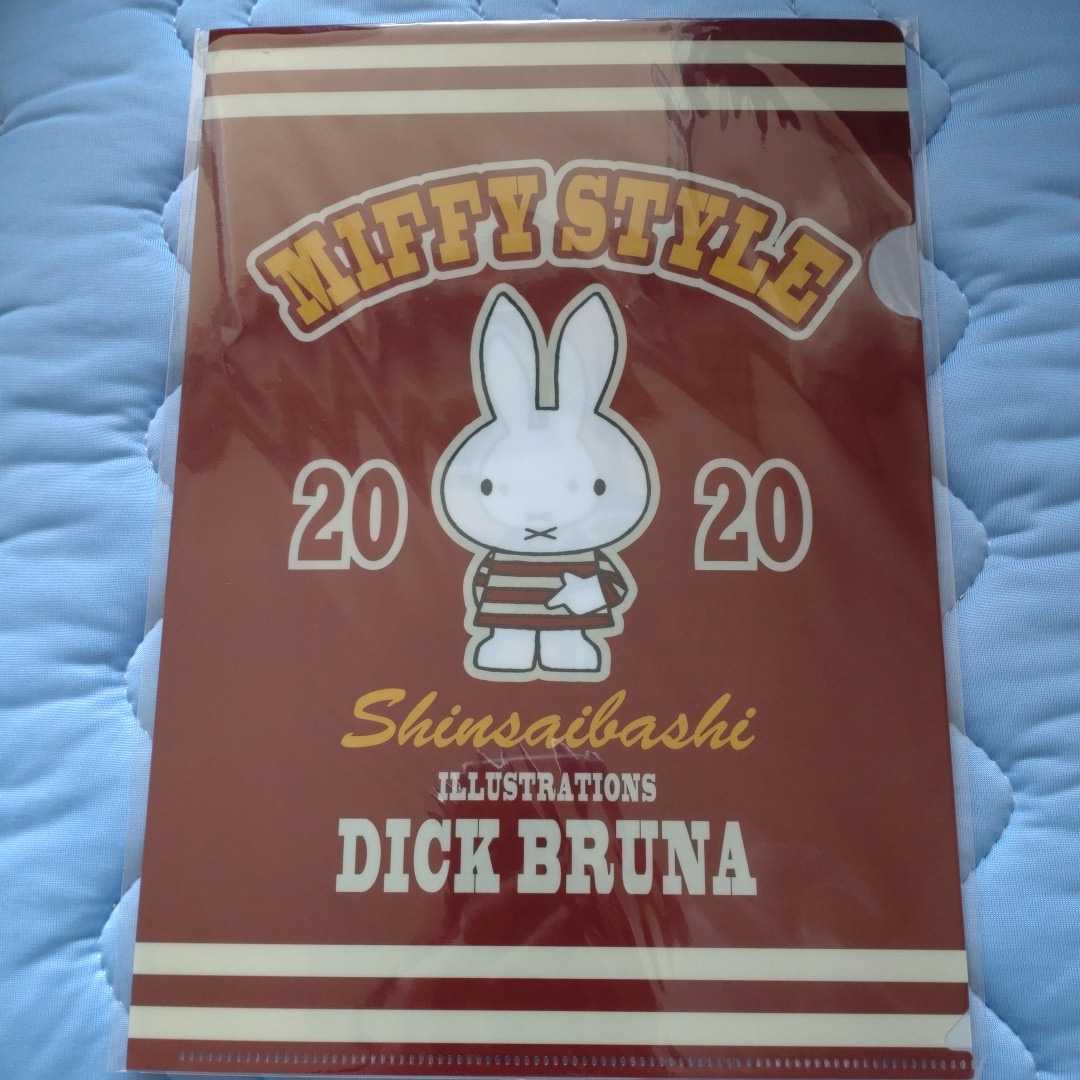 MIFFY STYLE
20 20
Shinsaibashi
ILLUSTRATIONS
DICK BRUNA